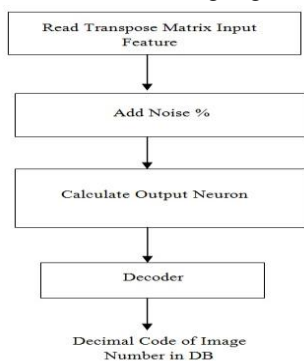 Read Transpose Matrix Input
Feature
Add Noise %
Calculate Output Neuron
Decoder
Decimal Code of Image
Number in DB